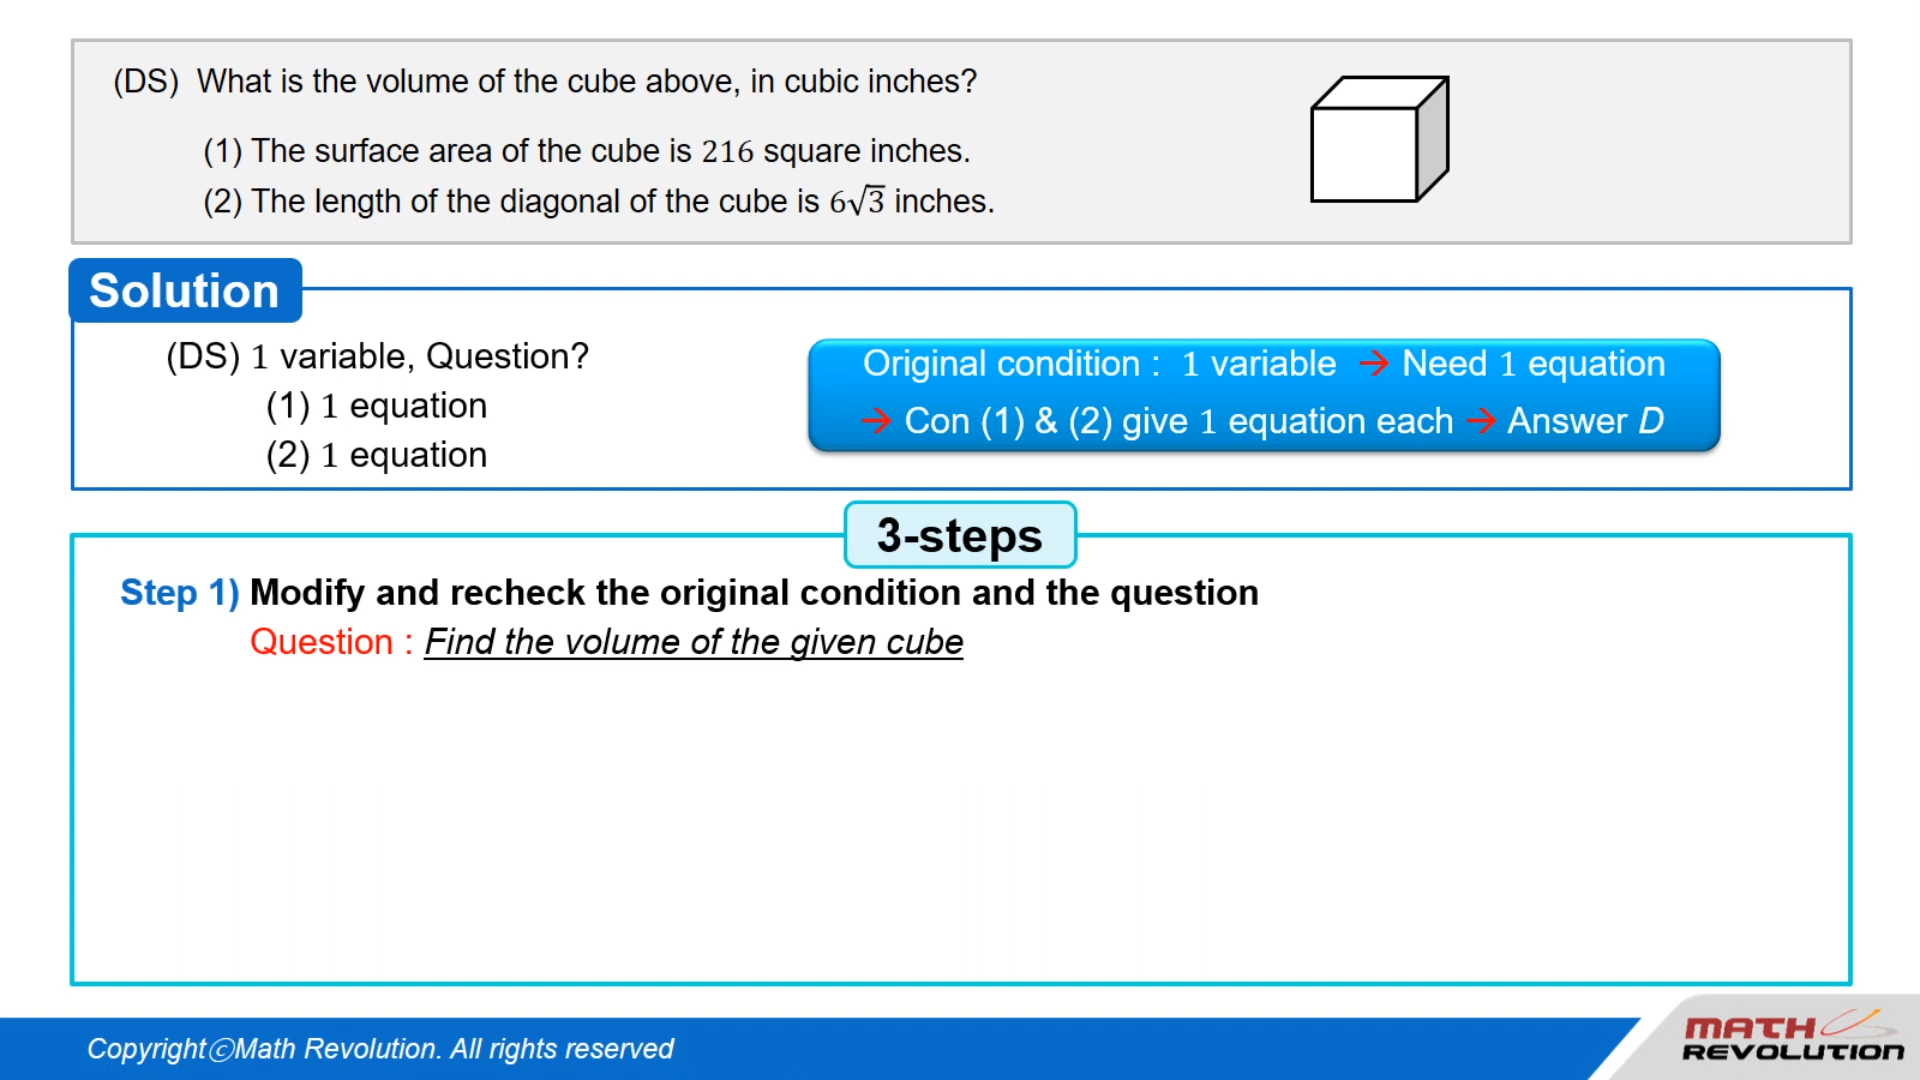 (DS) What is the volume of the cube above, in cubic inches?
(1) The surface area of the cube is 216 square inches.
(2) The length of the diagonal of the cube is 6√3 inches.
Solution
(DS) 1 variable, Question?
(1) 1 equation
(2) 1 equation
Original condition : 1 variable → Need 1 equation
→ Con (1) & (2) give 1 equation each → Answer D
3-steps
Step 1) Modify and recheck the original condition and the question
Question : Find the volume of the given cube
Copyrightⓒ Math Revolution. All rights reserved
MATH
REVOLUTION